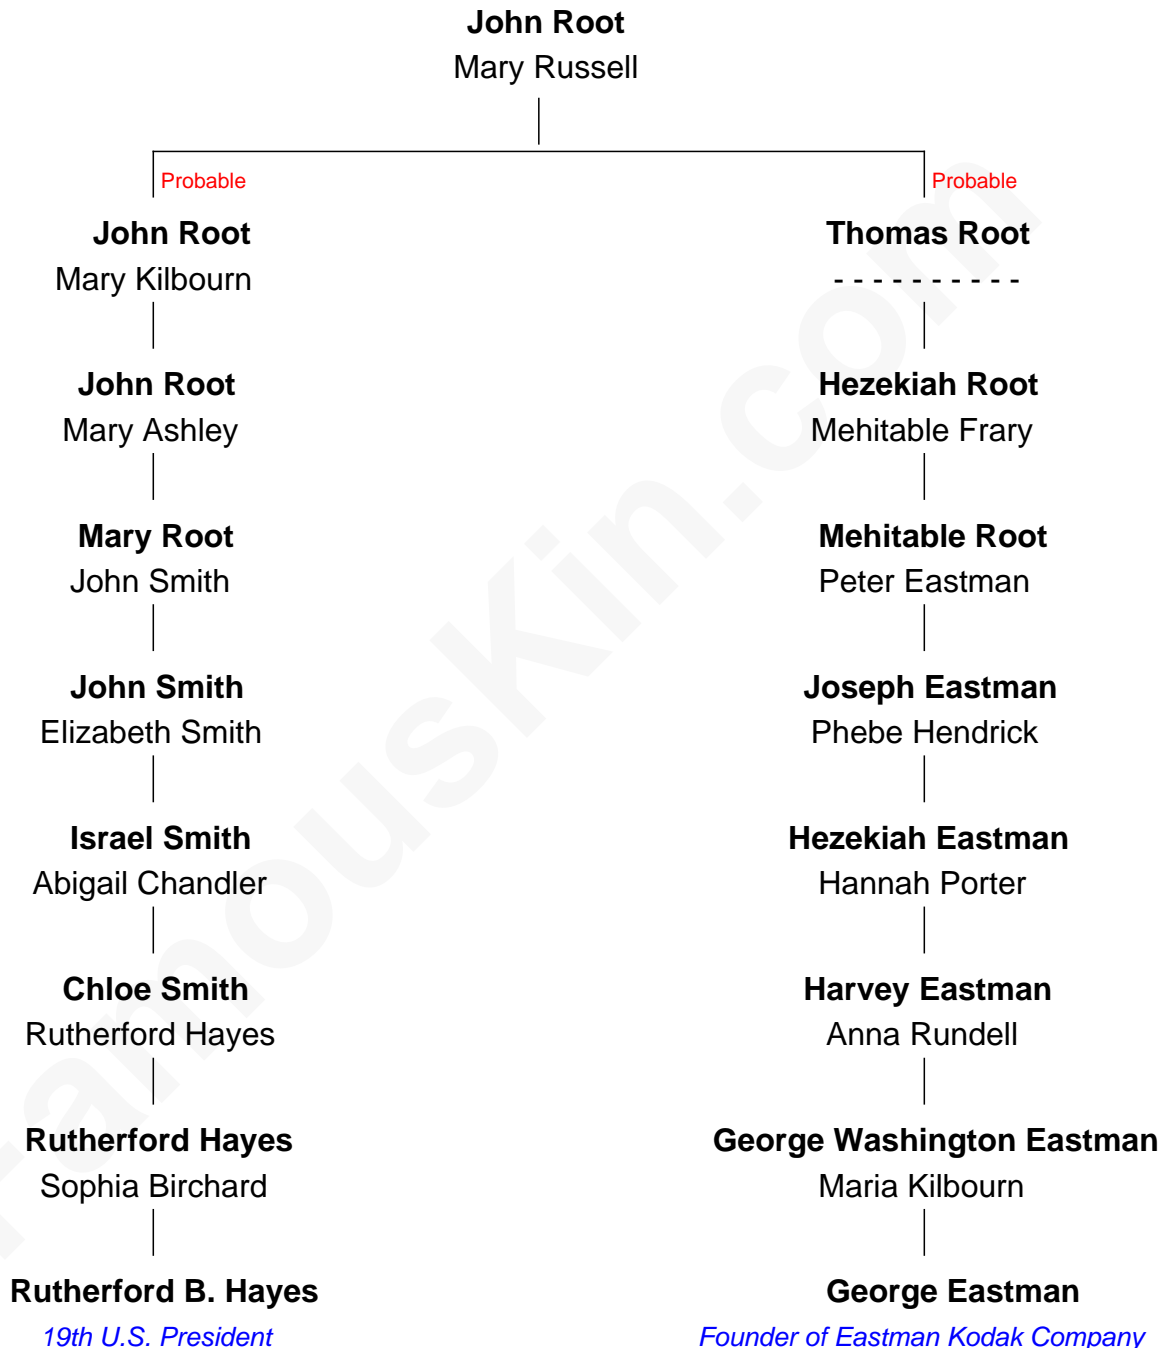 John Root
Mary Russell
Probable Probable
John Root Thomas Root
Mary Kilbourn - - - - - - - - - -
John Root Hezekiah Root
Mary Ashley Mehitable Frary
Mary Root Mehitable Root
John Smith Peter Eastman
John Smith Joseph Eastman
Elizabeth Smith Phebe Hendrick
Israel Smith Hezekiah Eastman
Abigail Chandler Hannah Porter
Chloe Smith Harvey Eastman
Rutherford Hayes Anna Rundell
Rutherford Hayes George Washington Eastman
Sophia Birchard Maria Kilbourn
Rutherford B. Hayes George Eastman
19th U.S. President Founder of Eastman Kodak Company
FamousKin.com